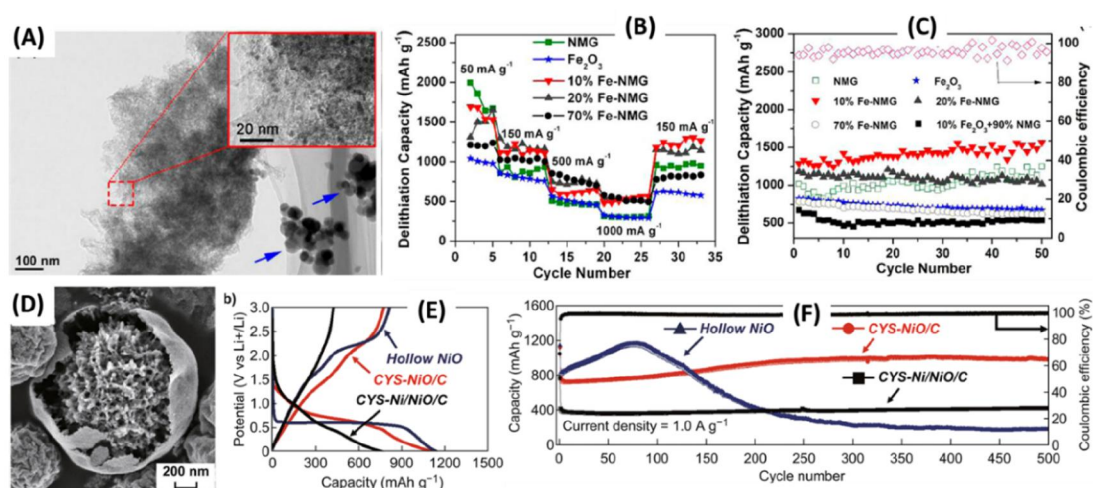 (A)
20 nm
100 nm
(B)
Delithiation Capacity (mAh g⁻¹)
2500
2000
1500
1000
500
0
NMG
Fe₂O₃
10% Fe-NMG
20% Fe-NMG
70% Fe-NMG
50 mA g⁻¹
150 mA g⁻¹
150 mA g⁻¹
500 mA g⁻¹
1000 mA g⁻¹
0 5 10 15 20 25 30 35
Cycle Number
(C)
Delithiation Capacity (mAh g⁻¹)
3000
2500
2000
1500
1000
500
NMG
Fe₂O₃
10% Fe-NMG
20% Fe-NMG
70% Fe-NMG
10% Fe₂O₃+90% NMG
100
80
60
40
20
0
Coulombic efficiency
0 10 20 30 40 50
Cycle Number
(D)
200 nm
b)
(E)
Potential (V vs Li+/Li)
3.0
2.5
2.0
1.5
1.0
0.5
0
Hollow NiO
CYS-NiO/C
CYS-Ni/NiO/C
0 300 600 900 1200 1500
Capacity (mAh g⁻¹)
(F)
Capacity (mAh g⁻¹)
1600
1200
800
400
0
Hollow NiO
CYS-NiO/C
CYS-Ni/NiO/C
Current density = 1.0 A g⁻¹
100
80
60
40
20
0
Coulombic efficiency (%)
0 50 100 150 200 250 300 350 400 450 500
Cycle number